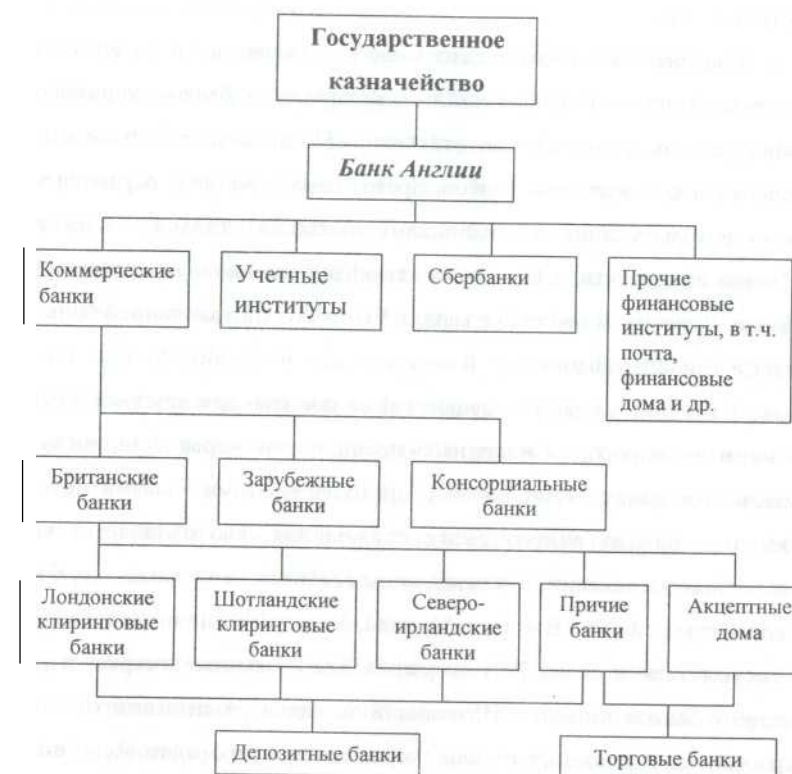 Государственное
казначейство
Банк Англии
Коммерческие
банки
Учетные
институты
Сбербанки
Прочие
финансовые
институты, в т.ч.
почта,
финансовые
дома и др.
Британские
банки
Зарубежные
банки
Консорциальные
банки
Лондонские
клиринговые
банки
Шотландские
клиринговые
банки
Северо-
ирландские
банки
Причие
банки
Акцептные
дома
Депозитные банки
Торговые банки